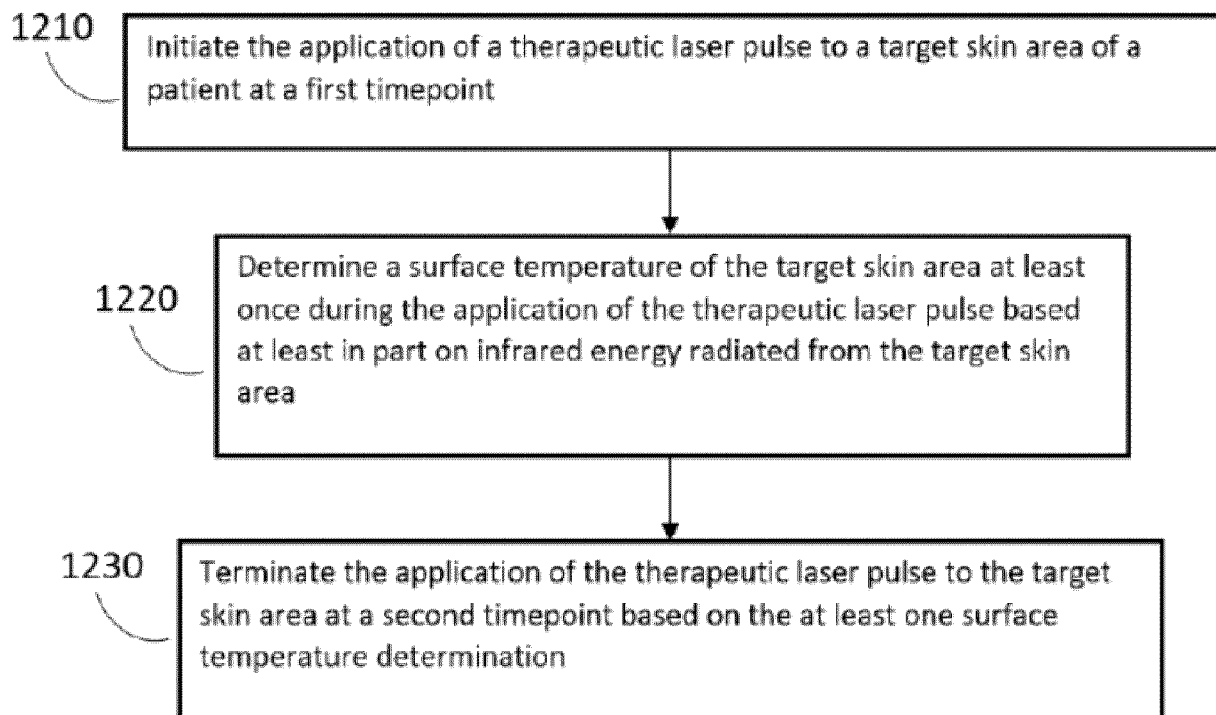 1210
Initiate the application of a therapeutic laser pulse to a target skin area of a
patient at a first timepoint
1220
Determine a surface temperature of the target skin area at least
once during the application of the therapeutic laser pulse based
at least in part on infrared energy radiated from the target skin
area
1230
Terminate the application of the therapeutic laser pulse to the target
skin area at a second timepoint based on the at least one surface
temperature determination